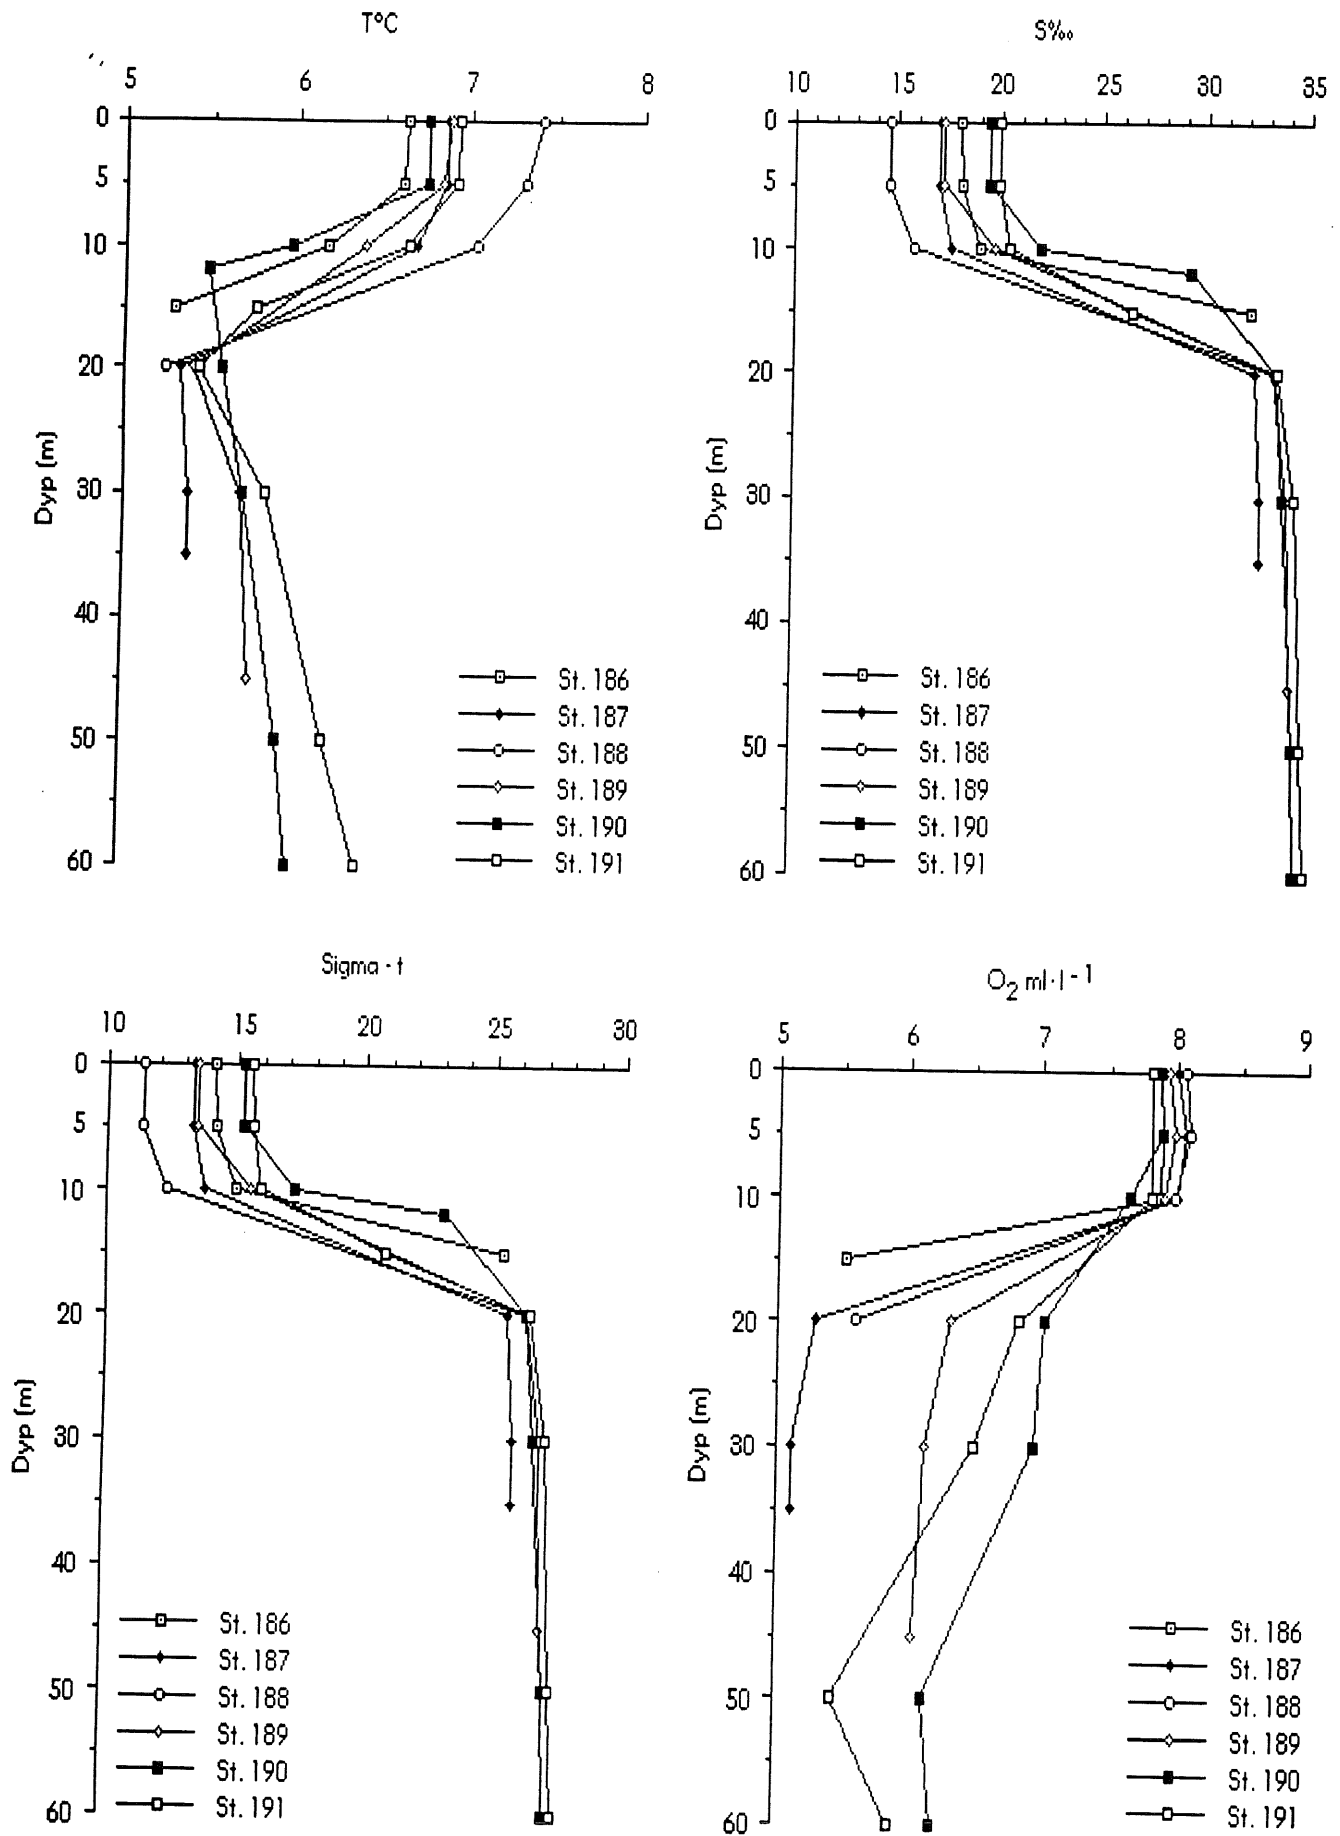 T°C
5 6 7 8
0
5
10
20
30
40
50
60
Dyp (m)
St. 186
St. 187
St. 188
St. 189
St. 190
St. 191
S‰
10 15 20 25 30 35
0
5
10
20
30
40
50
60
Dyp (m)
St. 186
St. 187
St. 188
St. 189
St. 190
St. 191
Sigma - t
10 15 20 25 30
0
5
10
20
30
40
50
60
Dyp (m)
St. 186
St. 187
St. 188
St. 189
St. 190
St. 191
O₂ ml·l⁻¹
5 6 7 8 9
0
5
10
20
30
40
50
60
Dyp (m)
St. 186
St. 187
St. 188
St. 189
St. 190
St. 191